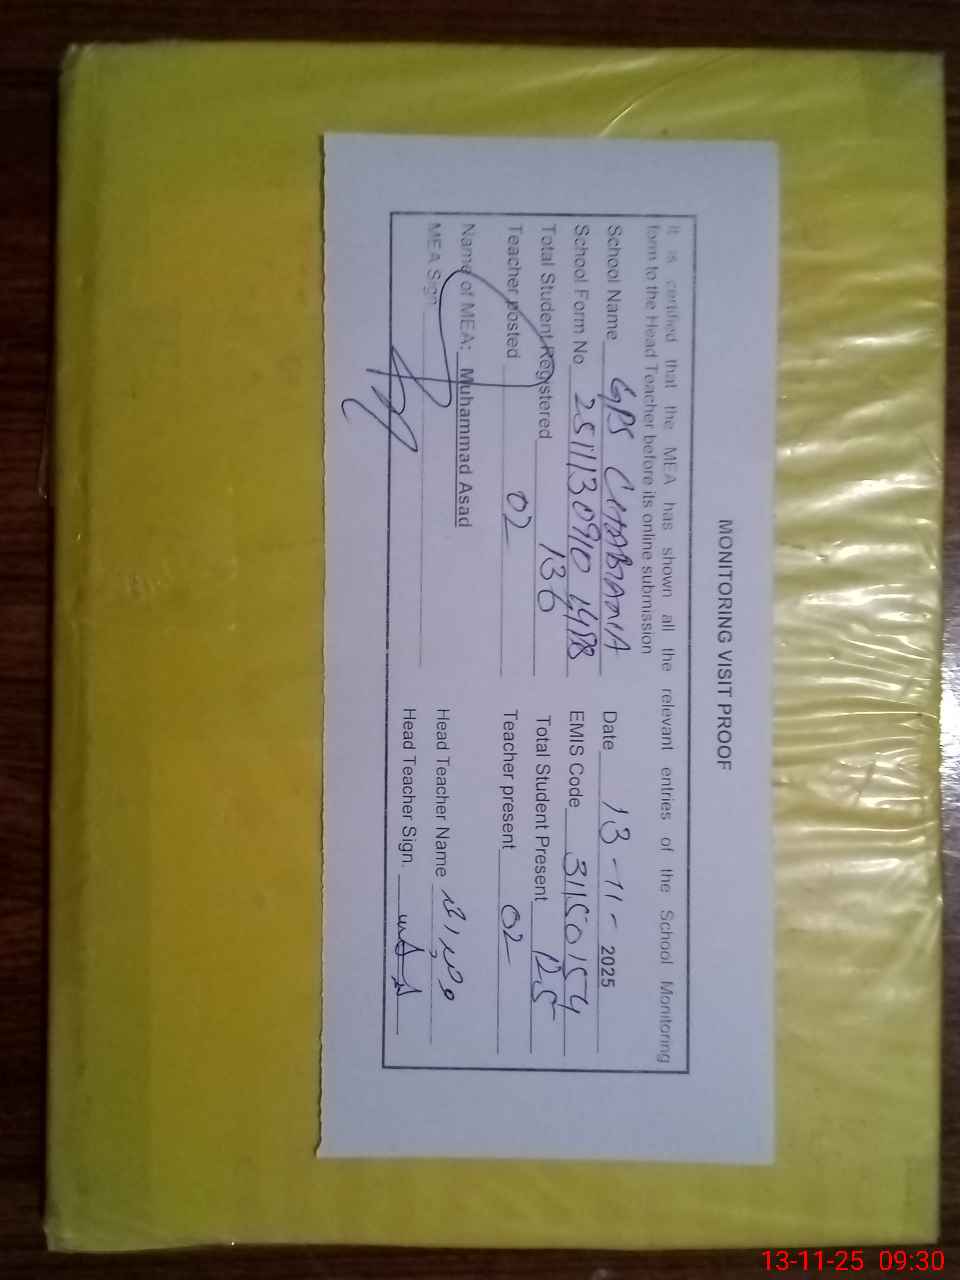 MONITORING VISIT PROOF
It is certified that the MEA has shown all the relevant entries of the School Monitoring
form to the Head Teacher before its online submission
School Name GPS Date 13-11-2025
School Form No EMIS Code 31150154
Total Student Registered 136 Total Student Present 125
Teacher posted 02 Teacher present 02
Name of MEA: Muhammad Asad Head Teacher Name
MEA Sign Head Teacher Sign.
13-11-25 09:30